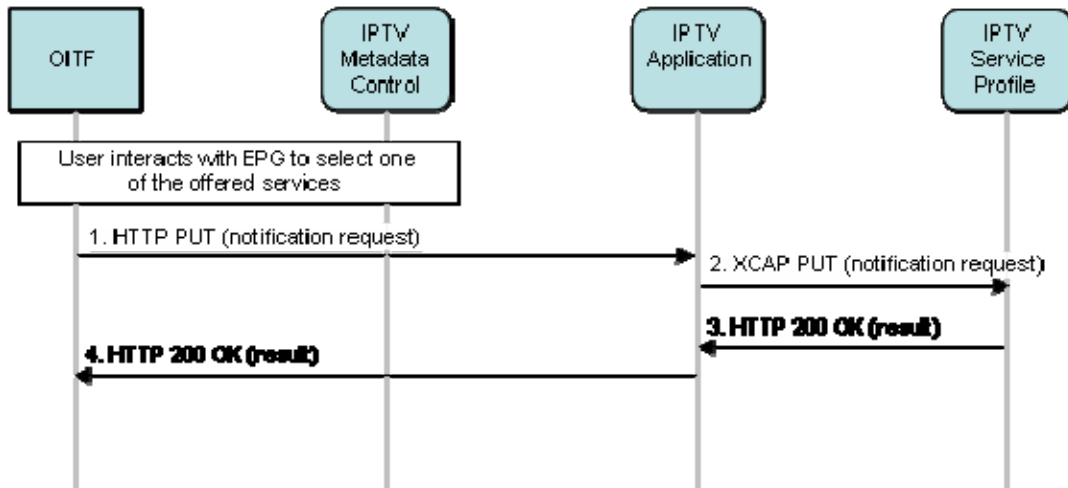 OITF
IPTV
Metadata
Control
IPTV
Application
IPTV
Service
Profile
User interacts with EPG to select one
of the offered services
1. HTTP PUT (notification request)
2. XCAP PUT (notification request)
3. HTTP 200 OK (result)
4. HTTP 200 OK (result)